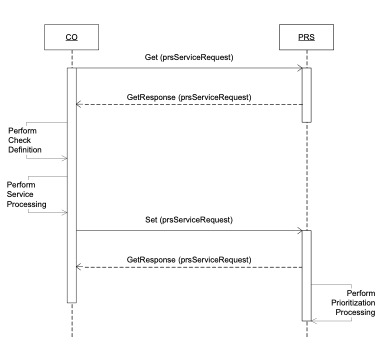 CO
PRS
Get (prsServiceRequest)
GetResponse (prsServiceRequest)
Perform
Check
Definition
Perform
Service
Processing
Set (prsServiceRequest)
GetResponse (prsServiceRequest)
Perform
Prioritization
Processing